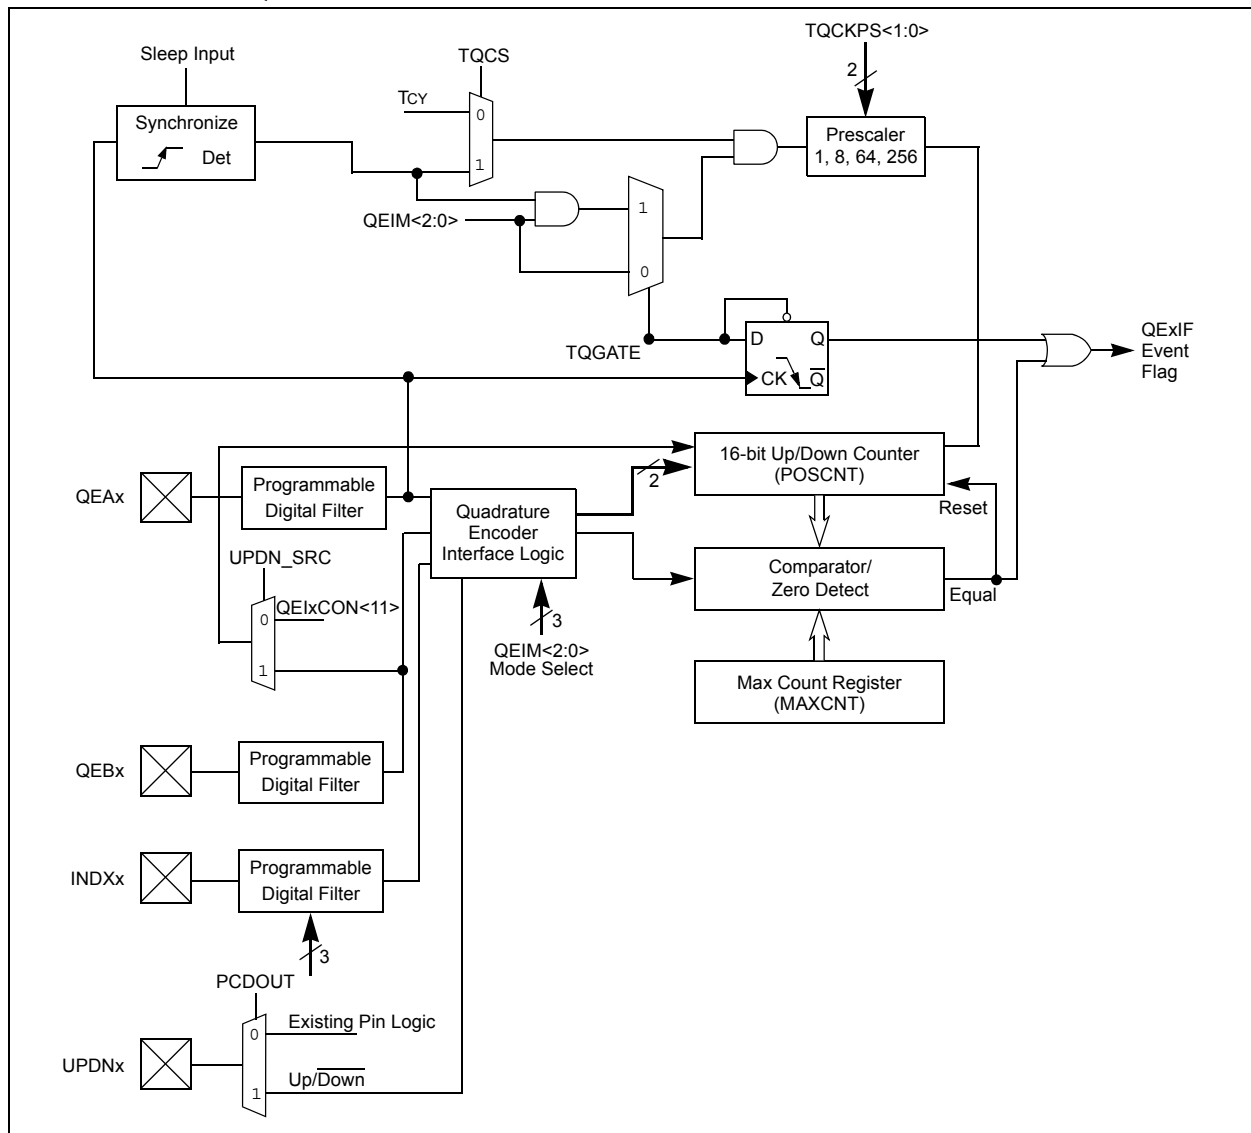 TQCKPS<1:0>
Sleep Input
TQCS
2
TCY
0
Synchronize
Det
1
Prescaler
1, 8, 64, 256
QEIM<2:0>
1
0
TQGATE
D
Q
CK
Q
QExIF
Event
Flag
QEAx
Programmable
Digital Filter
Quadrature
Encoder
Interface Logic
2
16-bit Up/Down Counter
(POSCNT)
Reset
UPDN_SRC
0
QEIxCON<11>
1
3
QEIM<2:0>
Mode Select
Comparator/
Zero Detect
Equal
Max Count Register
(MAXCNT)
QEBx
Programmable
Digital Filter
INDXx
Programmable
Digital Filter
3
PCDOUT
0
Existing Pin Logic
UPDNx
1
Up/Down